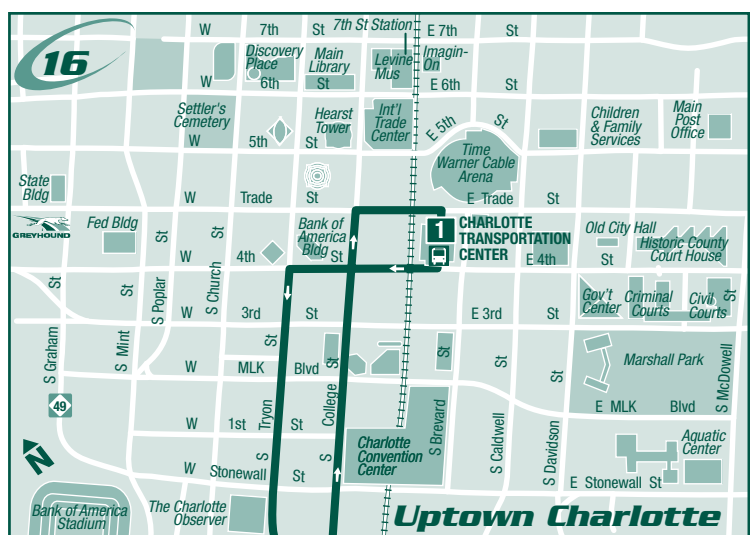 16
W 7th St
7th St Station
E 7th St
Discovery
Place
Main
Library
Levine
Mus
Imagin-
On
W 6th St
E 6th St
Settler's
Cemetery
Hearst
Tower
Int'l
Trade
Center
E 5th St
Children
& Family
Services
Main
Post
Office
W 5th St
Time
Warner Cable
Arena
State
Bldg
W Trade St
E Trade St
GREYHOUND
Fed Bldg
Bank of
America
Bldg
1
CHARLOTTE
TRANSPORTATION
CENTER
Old City Hall
Historic County
Court House
W 4th St
E 4th St
Gov't
Center
Criminal
Courts
Civil
Courts
W 3rd St
E 3rd St
S Graham St
S Mint St
S Poplar St
S Church St
S Tryon St
S College St
S Brevard St
S Caldwell St
S Davidson St
S McDowell St
Marshall Park
W MLK Blvd
E MLK Blvd
49
W 1st St
N
Charlotte
Convention
Center
Aquatic
Center
W Stonewall St
E Stonewall St
Bank of America
Stadium
The Charlotte
Observer
Uptown Charlotte